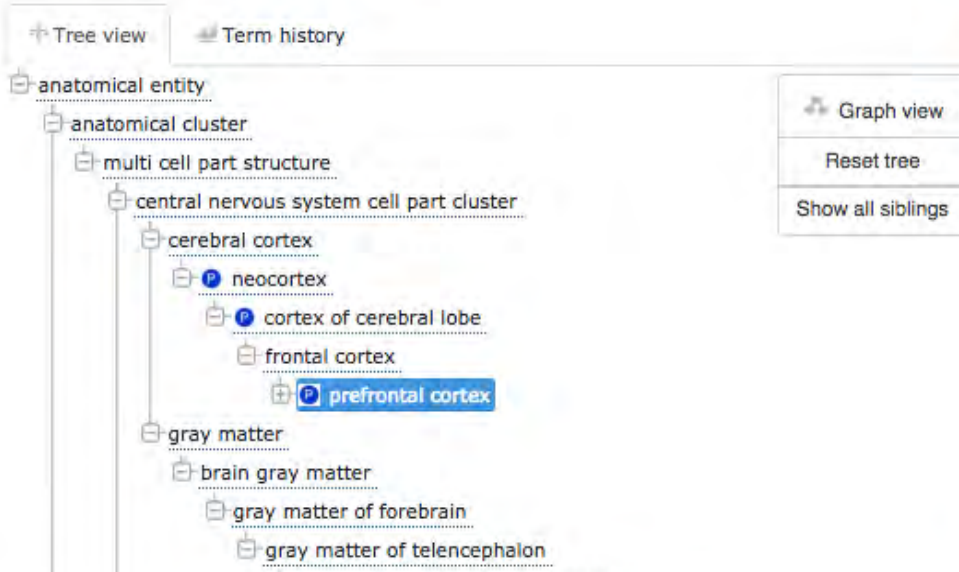 Tree view
Term history
anatomical entity
anatomical cluster
multi cell part structure
central nervous system cell part cluster
cerebral cortex
P neocortex
P cortex of cerebral lobe
frontal cortex
P prefrontal cortex
gray matter
brain gray matter
gray matter of forebrain
gray matter of telencephalon
Graph view
Reset tree
Show all siblings